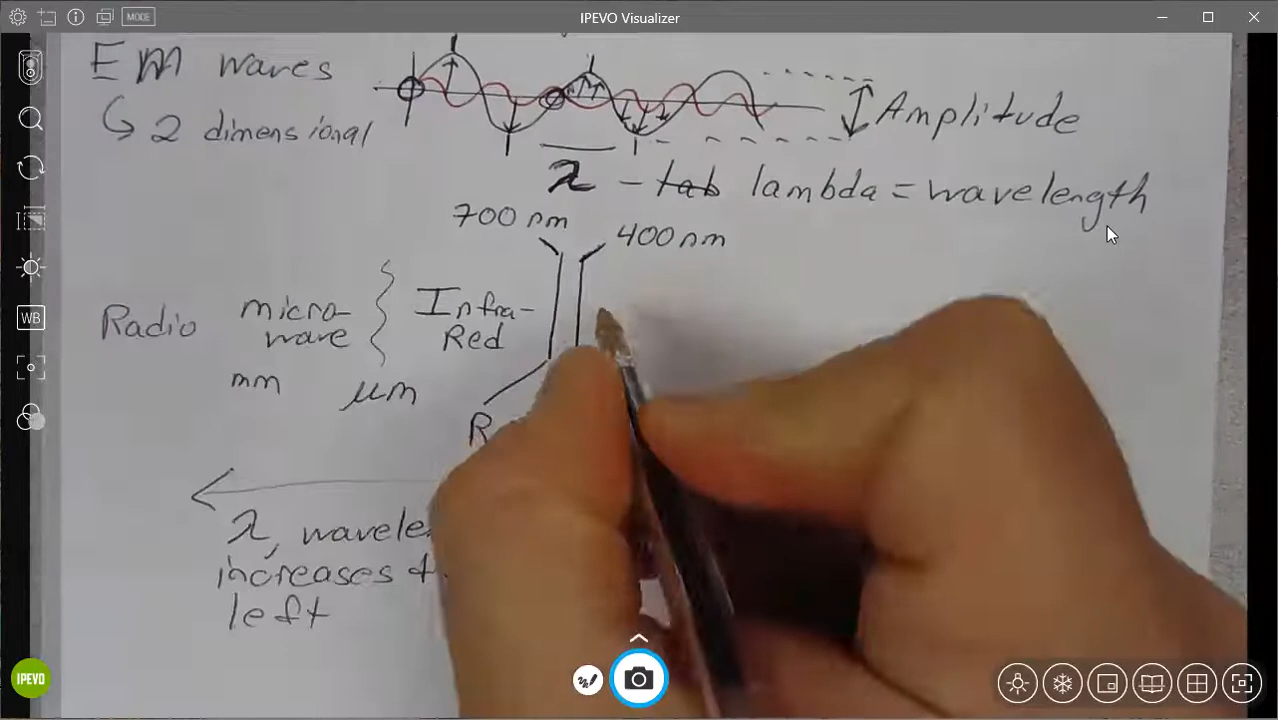 MODE
IPEVO Visualizer
EM waves
2 dimensional
Amplitude
λ - tab lambda = wavelength
700 nm
400 nm
Radio
micro-
wave
Infra-
Red
mm
μm
R
WB
λ,
increases
left
IPEVO